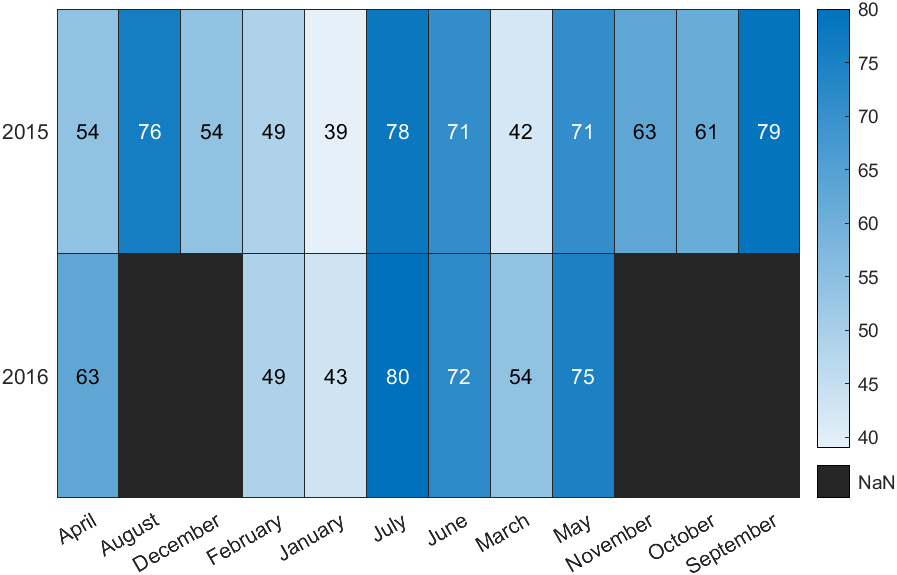 2015 54 76 54 49 39 78 71 42 71 63 61 79
2016 63 49 43 80 72 54 75
April August December February January July June March May November October September
80
75
70
65
60
55
50
45
40
NaN